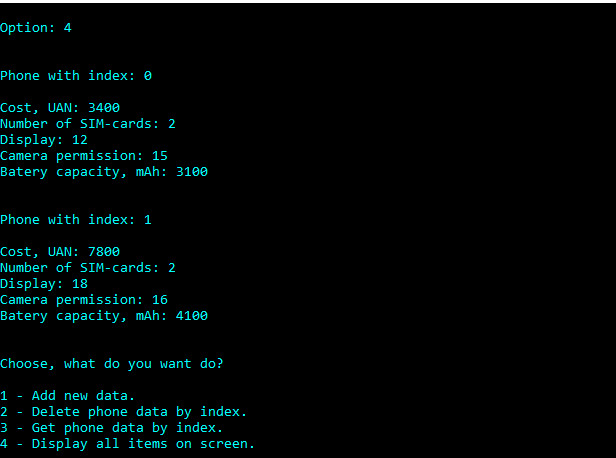 Option: 4
Phone with index: 0
Cost, UAN: 3400
Number of SIM-cards: 2
Display: 12
Camera permission: 15
Batery capacity, mAh: 3100
Phone with index: 1
Cost, UAN: 7800
Number of SIM-cards: 2
Display: 18
Camera permission: 16
Batery capacity, mAh: 4100
Choose, what do you want do?
1 - Add new data.
2 - Delete phone data by index.
3 - Get phone data by index.
4 - Display all items on screen.